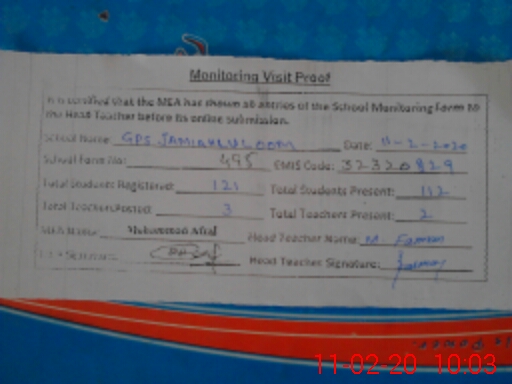 Monitoring Visit Proof
It is certified that the MEA has shown all entries of the School Monitoring Form to
the Head Teacher before its online submission.
School Name: GPS. JAMIA ULOOM Date: 11-2-2020
School Form No: 495 EMIS Code: 32320829
Total Students Registered: 121 Total Students Present: 112
Total Teachers Posted: 3 Total Teachers Present: 2
MEA Name: Muhammad Afzal Head Teacher Name: M.
Head Teacher Signature:
11-02-20 10:03